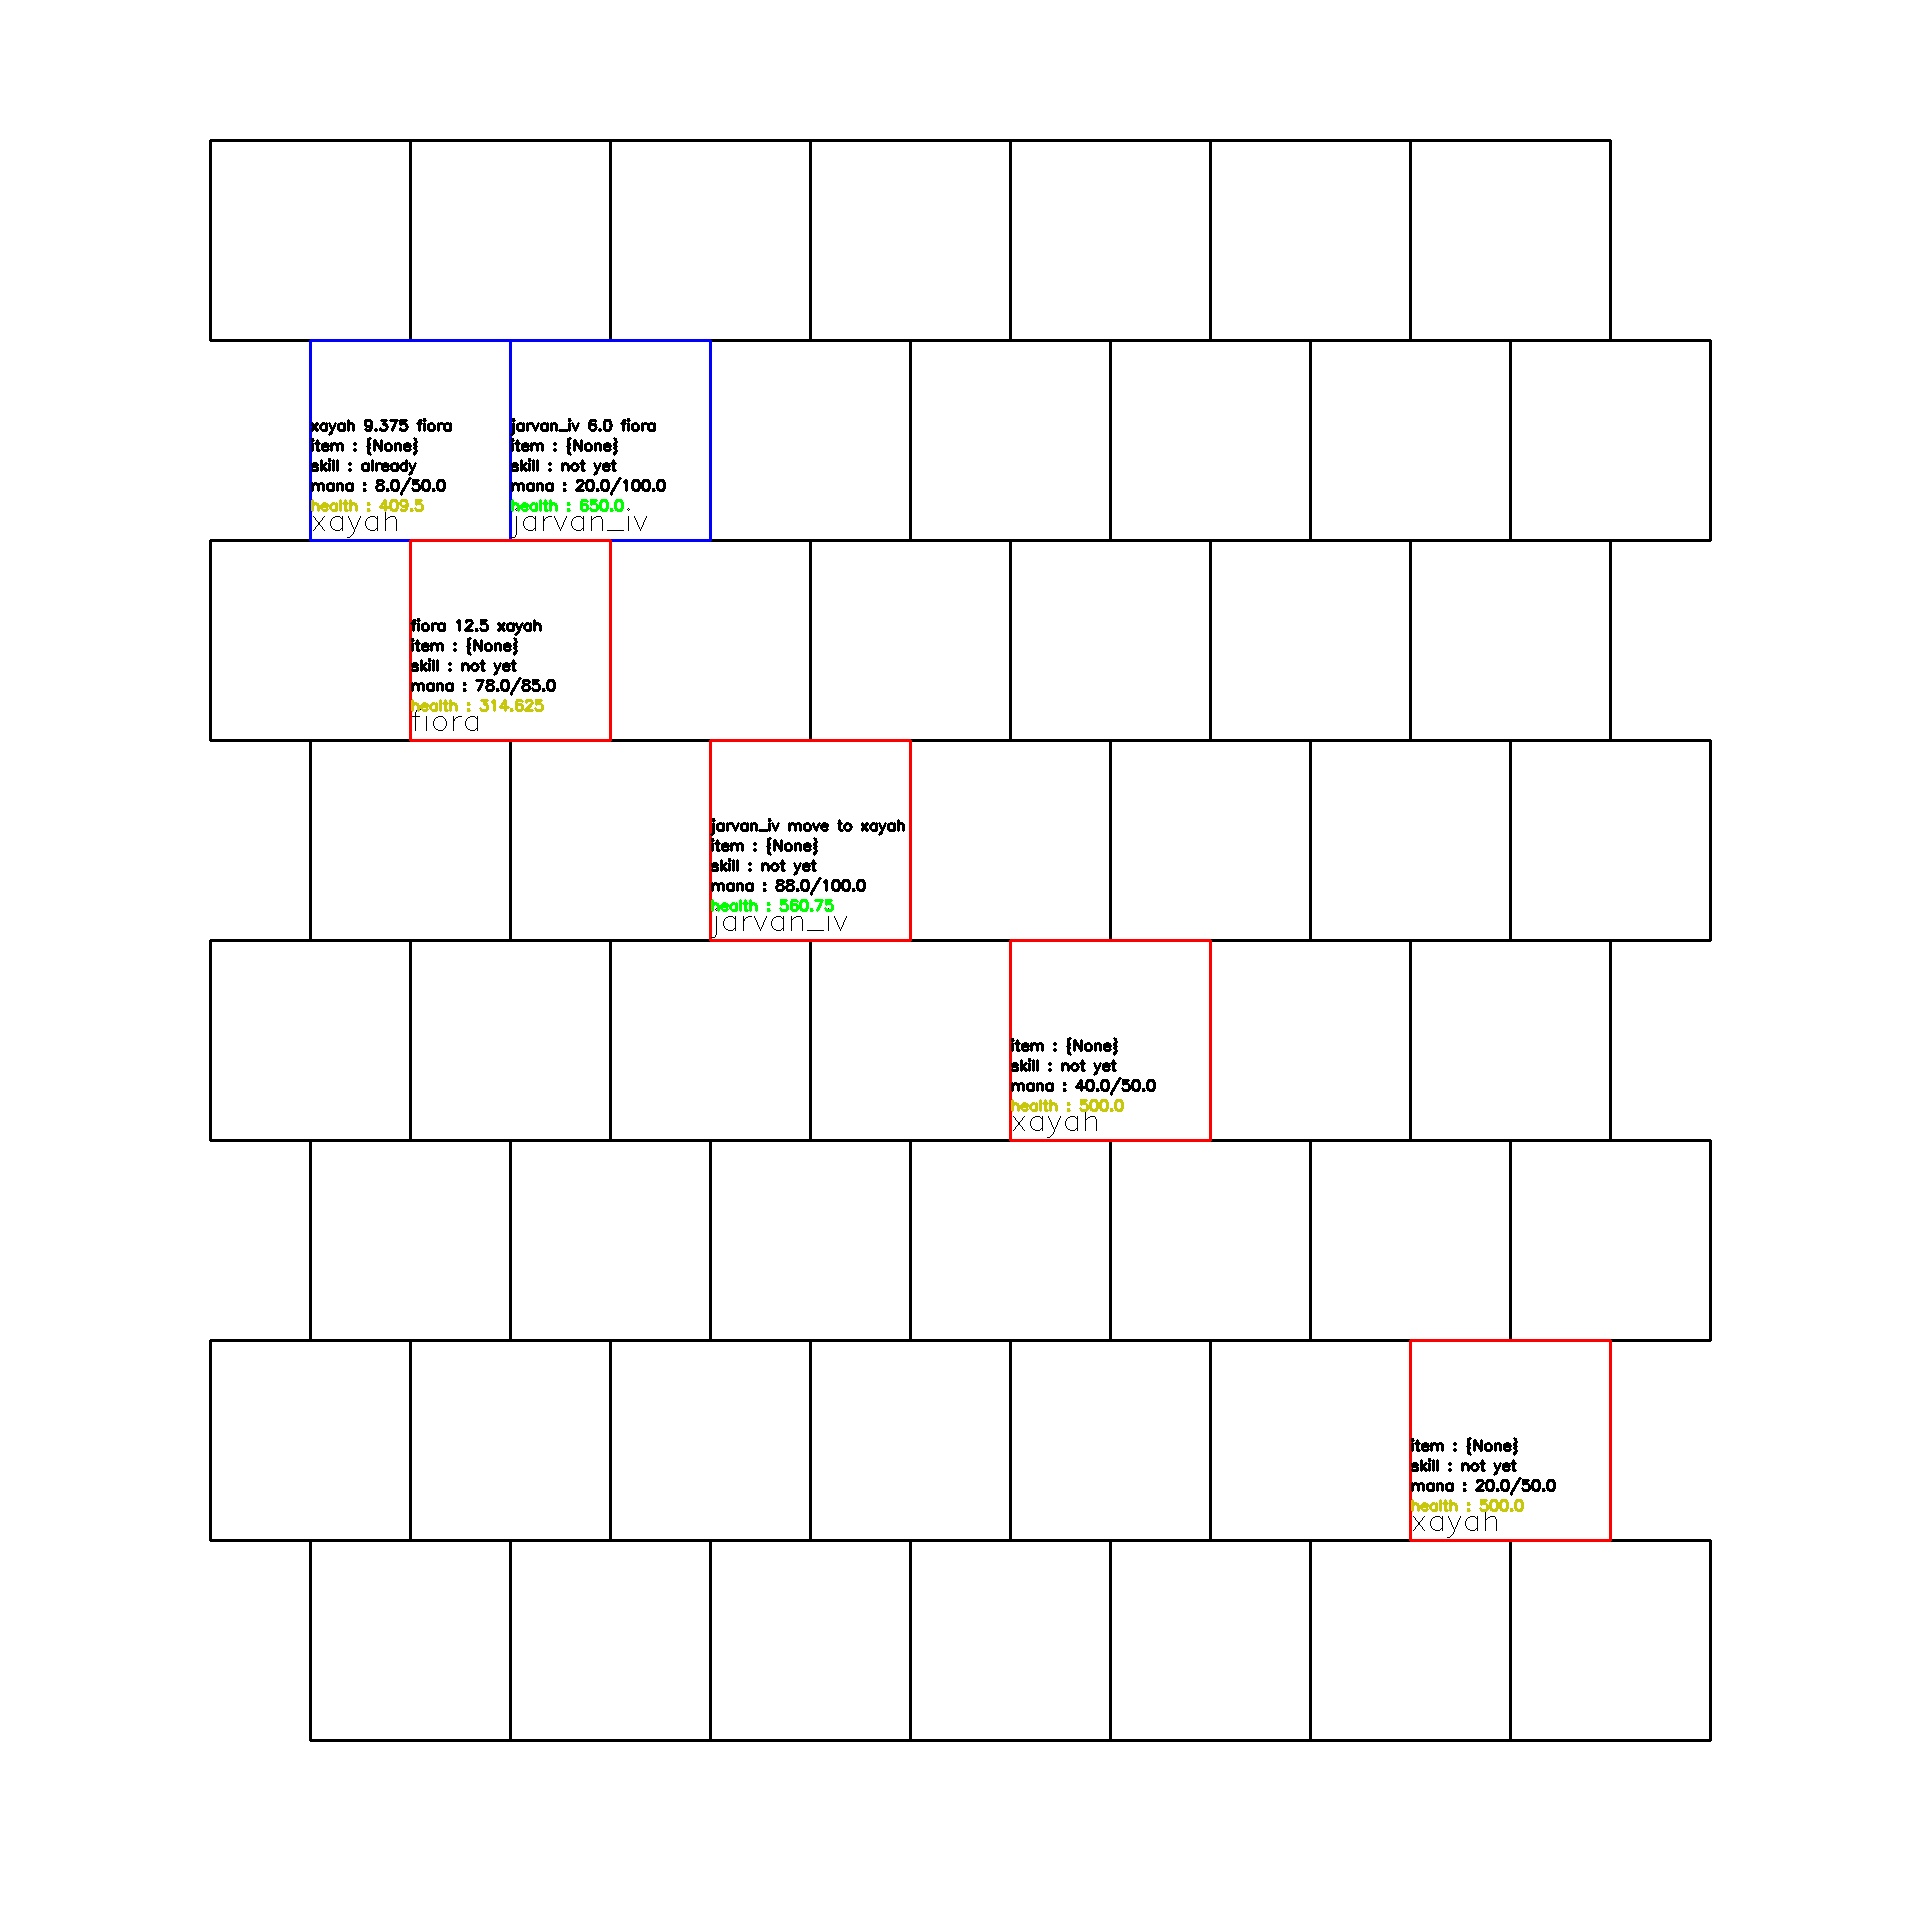 xayah 9.375 fiora
item : {None}
skill : already
mana : 8.0/50.0
health : 409.5
xayah
jarvan_iv 6.0 fiora
item : {None}
skill : not yet
mana : 20.0/100.0
health : 650.0
jarvan_iv
fiora 12.5 xayah
item : {None}
skill : not yet
mana : 78.0/85.0
health : 314.625
fiora
jarvan_iv move to xayah
item : {None}
skill : not yet
mana : 88.0/100.0
health : 560.75
jarvan_iv
item : {None}
skill : not yet
mana : 40.0/50.0
health : 500.0
xayah
item : {None}
skill : not yet
mana : 20.0/50.0
health : 500.0
xayah